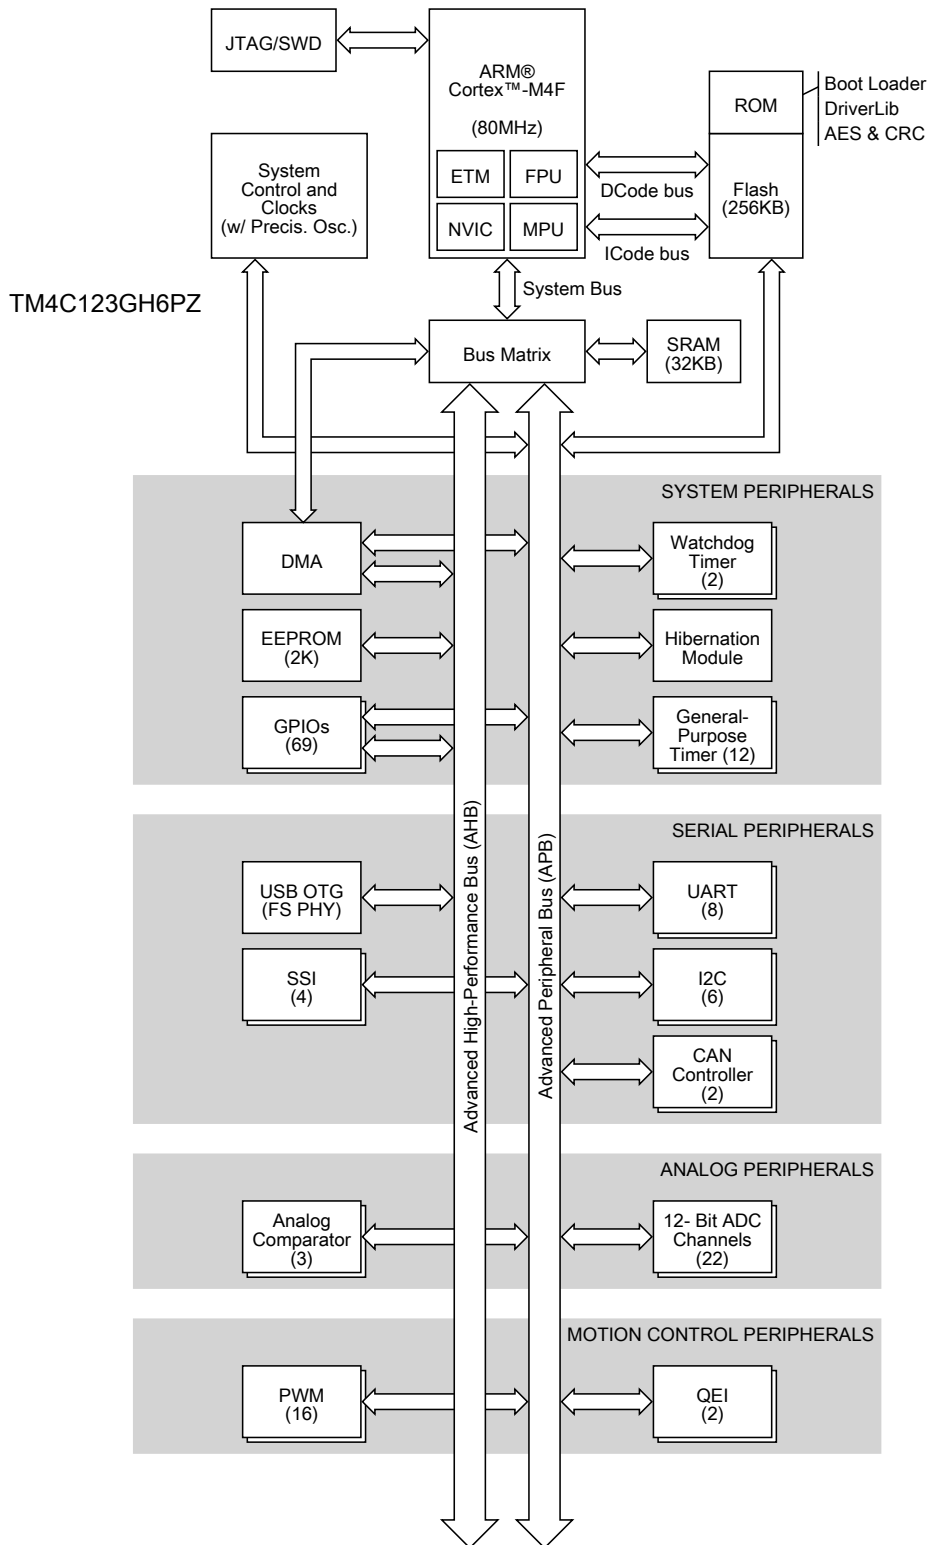 JTAG/SWD
ARM®
Cortex™-M4F
(80MHz)
ETM
FPU
NVIC
MPU
ROM
Boot Loader
DriverLib
AES & CRC
Flash
(256KB)
DCode bus
ICode bus
System
Control and
Clocks
(w/ Precis. Osc.)
System Bus
TM4C123GH6PZ
Bus Matrix
SRAM
(32KB)
SYSTEM PERIPHERALS
DMA
Watchdog
Timer
(2)
EEPROM
(2K)
Hibernation
Module
GPIOs
(69)
General-
Purpose
Timer (12)
Advanced High-Performance Bus (AHB)
Advanced Peripheral Bus (APB)
SERIAL PERIPHERALS
USB OTG
(FS PHY)
UART
(8)
SSI
(4)
I2C
(6)
CAN
Controller
(2)
ANALOG PERIPHERALS
Analog
Comparator
(3)
12- Bit ADC
Channels
(22)
MOTION CONTROL PERIPHERALS
PWM
(16)
QEI
(2)